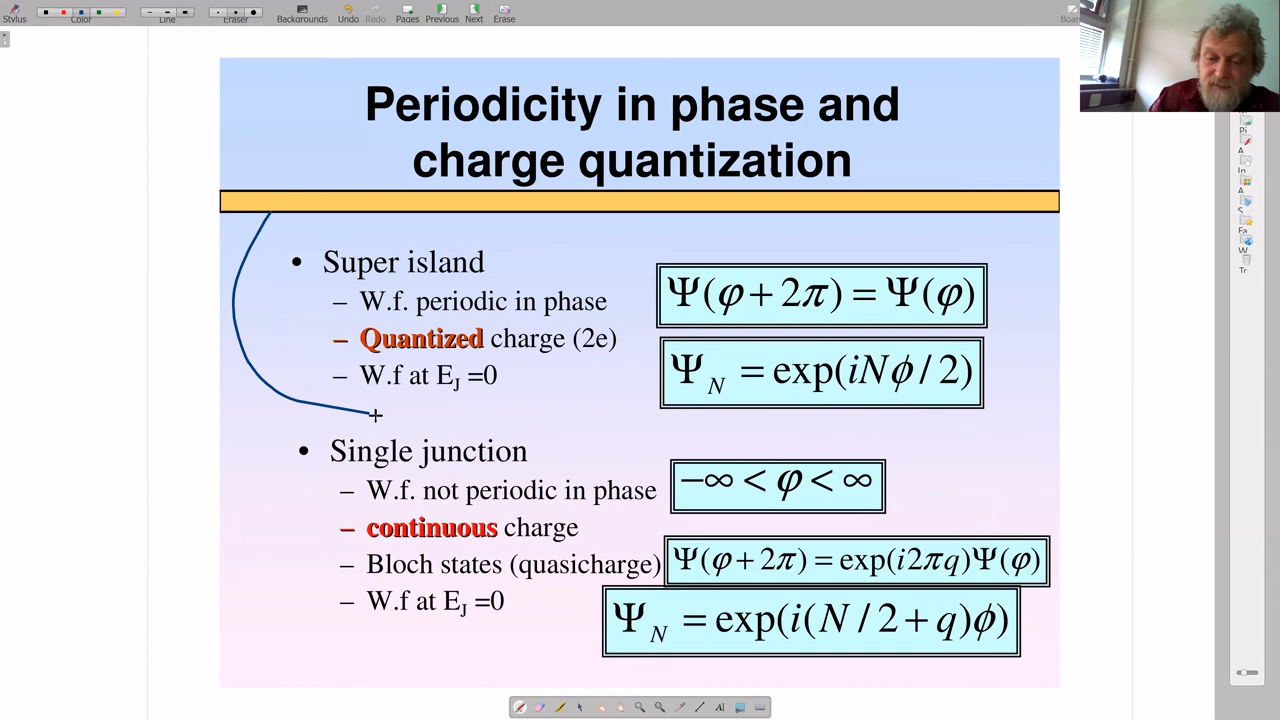 Stylus Color Line Eraser Backgrounds Undo Redo Pages Previous Next Erase
Periodicity in phase and
charge quantization
• Super island
– W.f. periodic in phase
Ψ(φ + 2π) = Ψ(φ)
– Quantized charge (2e)
– W.f at E_J =0
Ψ_N = exp(iNϕ / 2)
• Single junction
– W.f. not periodic in phase
−∞ < φ < ∞
– continuous charge
– Bloch states (quasicharge)
Ψ(φ + 2π) = exp(i2πq)Ψ(φ)
– W.f at E_J =0
Ψ_N = exp(i(N / 2 + q)ϕ)